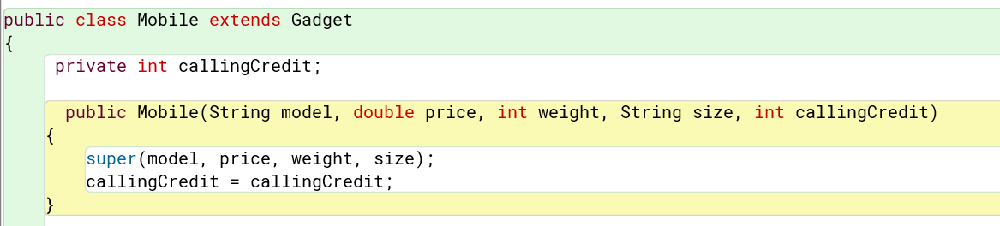 public class Mobile extends Gadget
{
private int callingCredit;
public Mobile(String model, double price, int weight, String size, int callingCredit)
{
super(model, price, weight, size);
callingCredit = callingCredit;
}